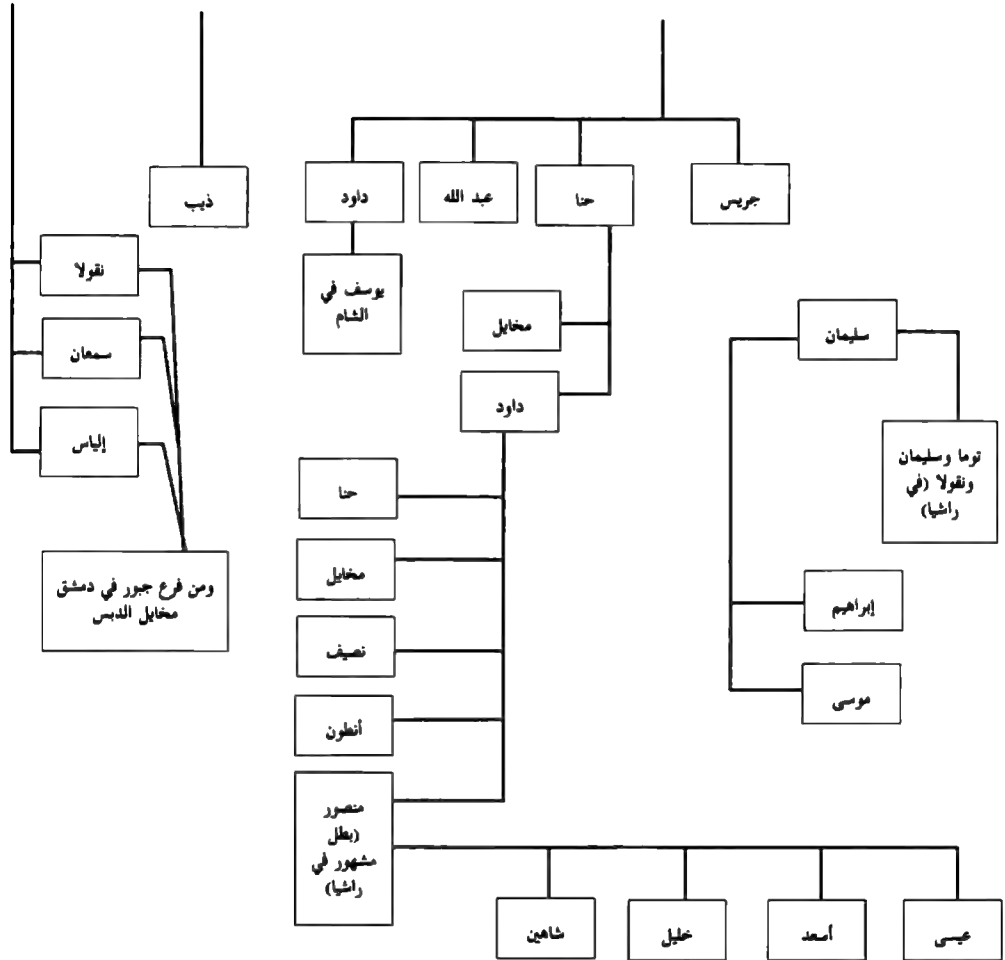 جريس
حنا
عبد الله
داود
ذيب
يوسف في
الشام
نقولا
سمعان
إلياس
ومن فرع جبور في دمشق
مخايل الدبس
مخايل
داود
سليمان
توما وسليمان
ونقولا (في
راشيا)
إبراهيم
موسى
حنا
مخايل
نصيف
أنطون
منصور
(بطل
مشهور في
راشيا)
عيسى
أسعد
خليل
شاهين